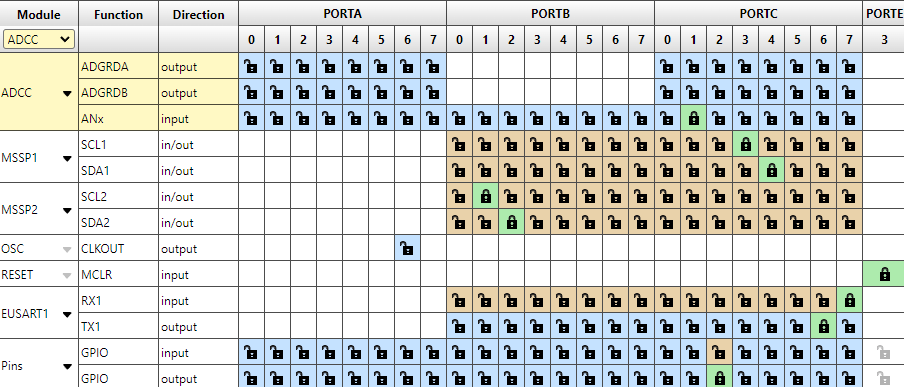 Module Function Direction PORTA PORTB PORTC PORTE
ADCC 0 1 2 3 4 5 6 7 0 1 2 3 4 5 6 7 0 1 2 3 4 5 6 7 3
ADGRDA output
ADCC ADGRDB output
ANx input
MSSP1 SCL1 in/out
SDA1 in/out
MSSP2 SCL2 in/out
SDA2 in/out
OSC CLKOUT output
RESET MCLR input
EUSART1 RX1 input
TX1 output
Pins GPIO input
GPIO output